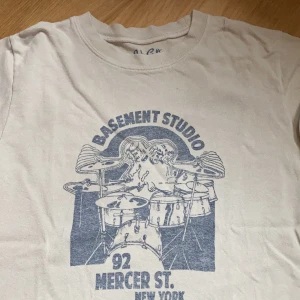 BASEMENT STUDIO
92
MERCER ST.
NEW YORK